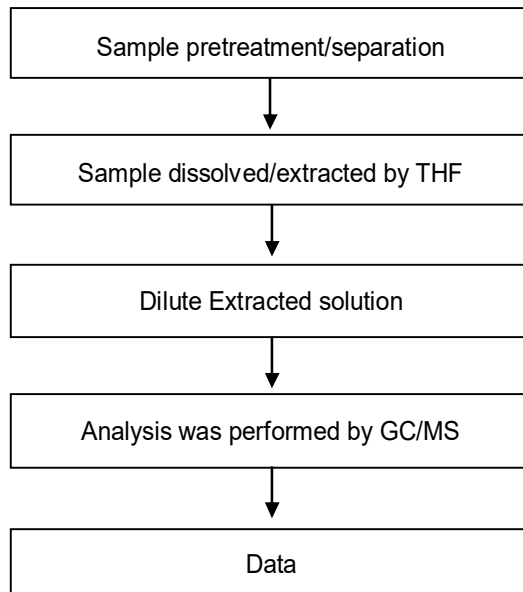 Sample pretreatment/separation
Sample dissolved/extracted by THF
Dilute Extracted solution
Analysis was performed by GC/MS
Data